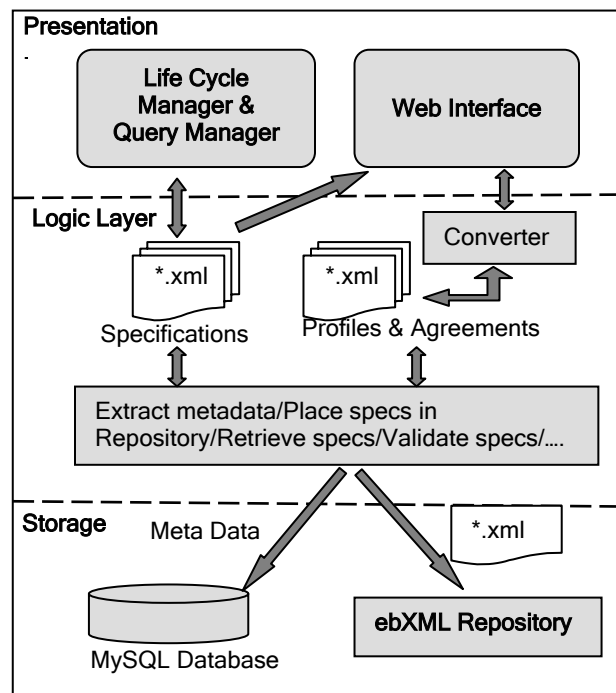 Presentation
Life Cycle
Manager &
Query Manager
Web Interface
Logic Layer
Converter
*.xml
*.xml
Specifications
Profiles & Agreements
Extract metadata/Place specs in
Repository/Retrieve specs/Validate specs/....
Storage
Meta Data
*.xml
ebXML Repository
MySQL Database